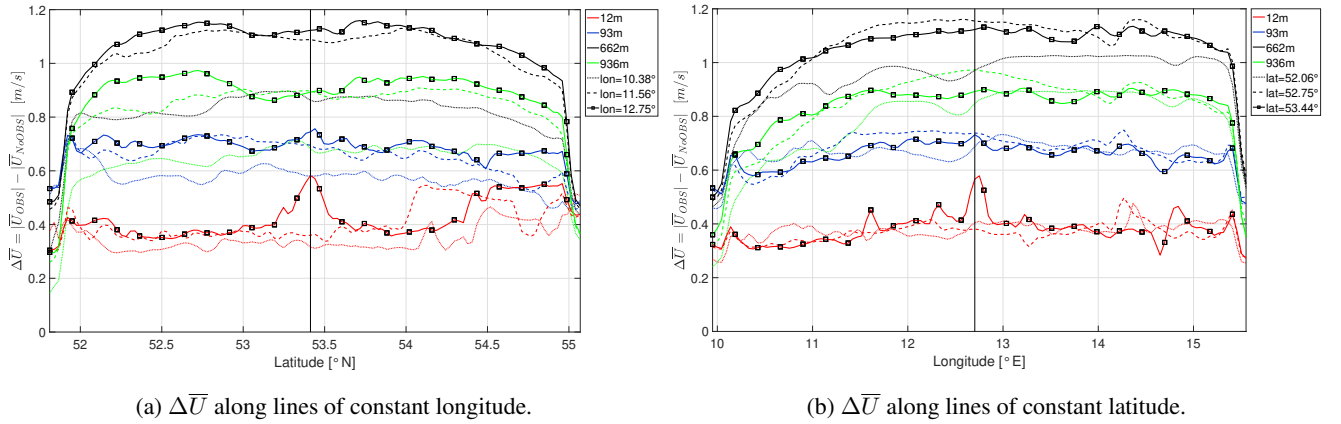 1.2
1
0.8
0.6
0.4
0.2
0
ΔU̅ = |U̅_OBS| − |U̅_NoOBS| [m/s]
52 52.5 53 53.5 54 54.5 55
Latitude [° N]
12m
93m
662m
936m
lon=10.38°
lon=11.56°
lon=12.75°
(a) ΔU̅ along lines of constant longitude.
1.2
1
0.8
0.6
0.4
0.2
0
ΔU̅ = |U̅_OBS| − |U̅_NoOBS| [m/s]
10 11 12 13 14 15
Longitude [° E]
12m
93m
662m
936m
lat=52.06°
lat=52.75°
lat=53.44°
(b) ΔU̅ along lines of constant latitude.